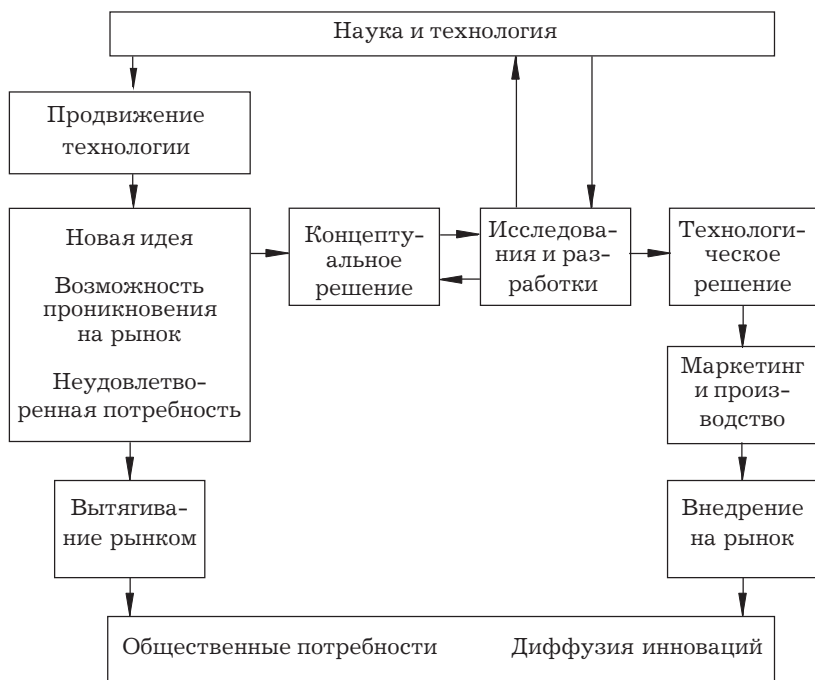 Наука и технология
Продвижение
технологии
Новая идея
Возможность
проникновения
на рынок
Неудовлетво-
ренная потребность
Концепту-
альное
решение
Исследова-
ния и раз-
работки
Технологи-
ческое
решение
Маркетинг
и произ-
водство
Вытягива-
ние рынком
Внедрение
на рынок
Общественные потребности
Диффузия инноваций